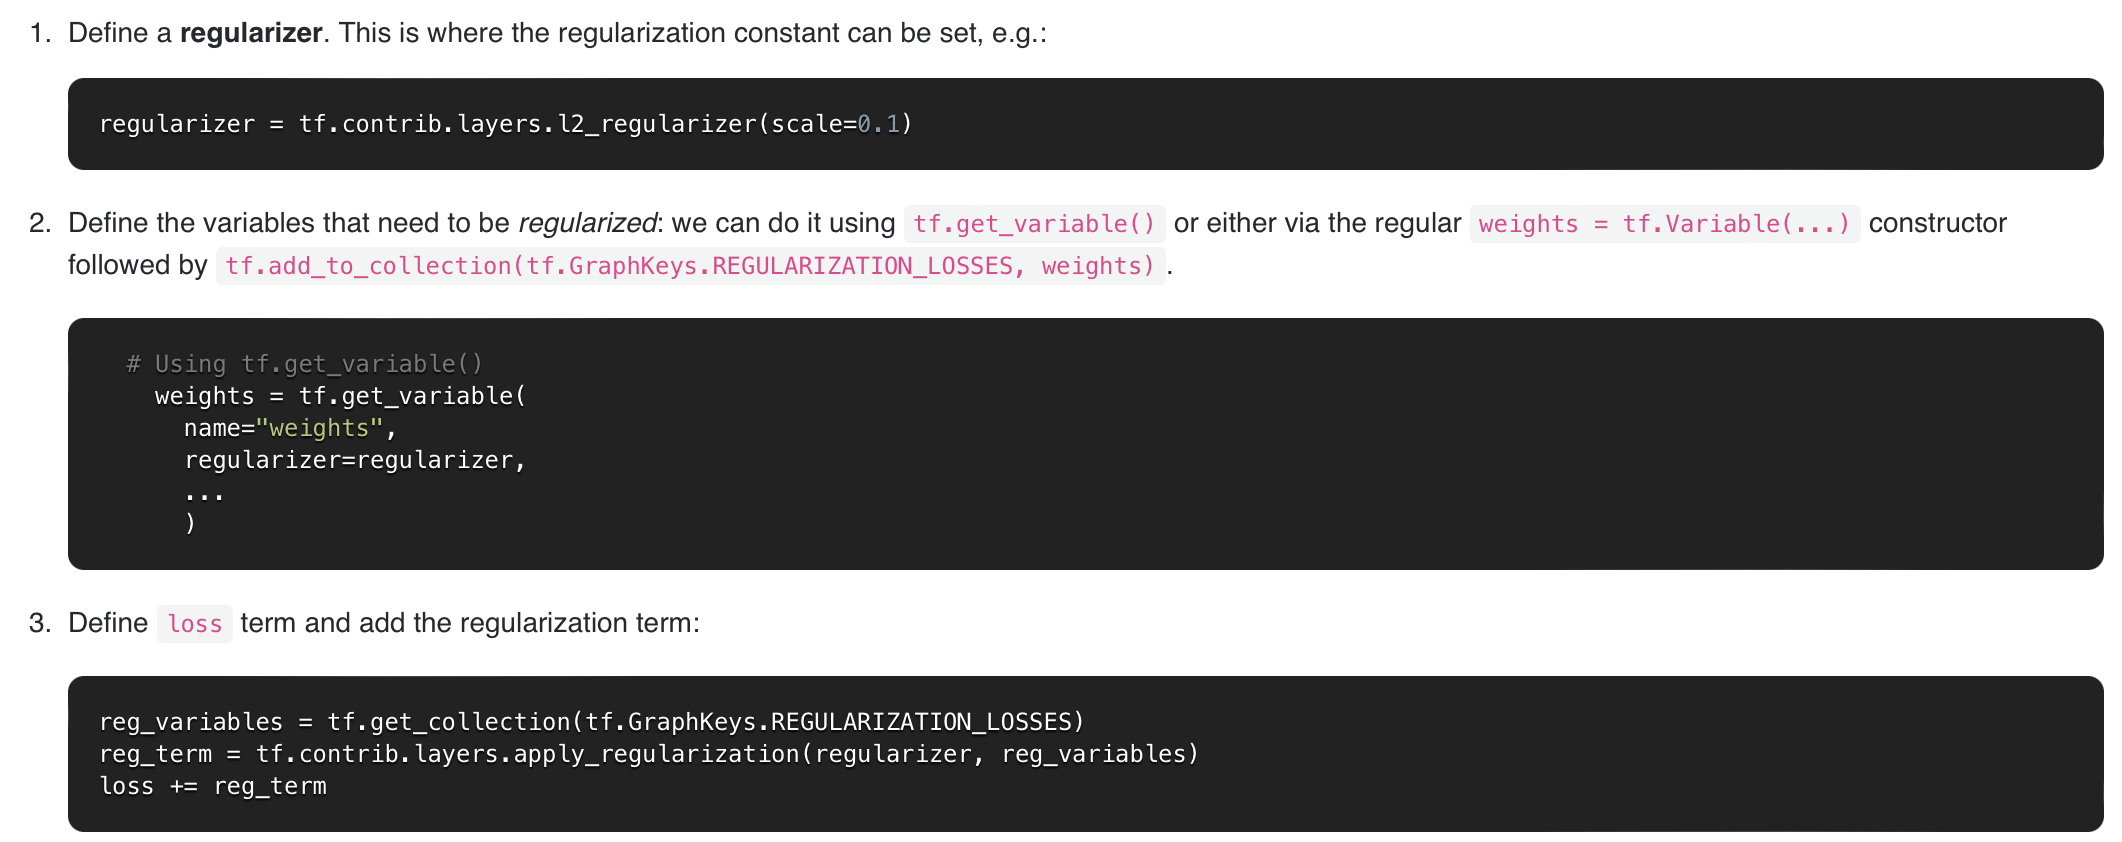 1. Define a regularizer. This is where the regularization constant can be set, e.g.:
regularizer = tf.contrib.layers.l2_regularizer(scale=0.1)
2. Define the variables that need to be regularized: we can do it using tf.get_variable() or either via the regular weights = tf.Variable(...) constructor
followed by tf.add_to_collection(tf.GraphKeys.REGULARIZATION_LOSSES, weights).
# Using tf.get_variable()
weights = tf.get_variable(
name="weights",
regularizer=regularizer,
...
)
3. Define loss term and add the regularization term:
reg_variables = tf.get_collection(tf.GraphKeys.REGULARIZATION_LOSSES)
reg_term = tf.contrib.layers.apply_regularization(regularizer, reg_variables)
loss += reg_term